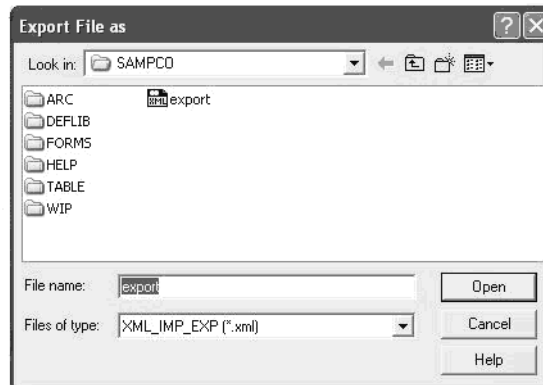 Export File as
Look in: SAMPCO
ARC
export
DEFLIB
FORMS
HELP
TABLE
WIP
File name: export Open
Files of type: XML_IMP_EXP (*.xml) Cancel
Help